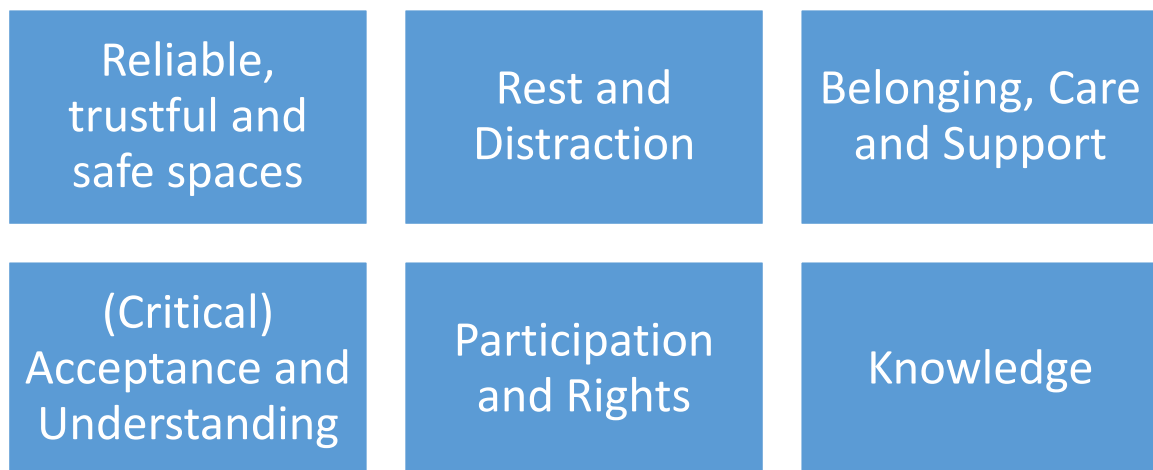 Reliable,
trustful and
safe spaces
Rest and
Distraction
Belonging, Care
and Support
(Critical)
Acceptance and
Understanding
Participation
and Rights
Knowledge